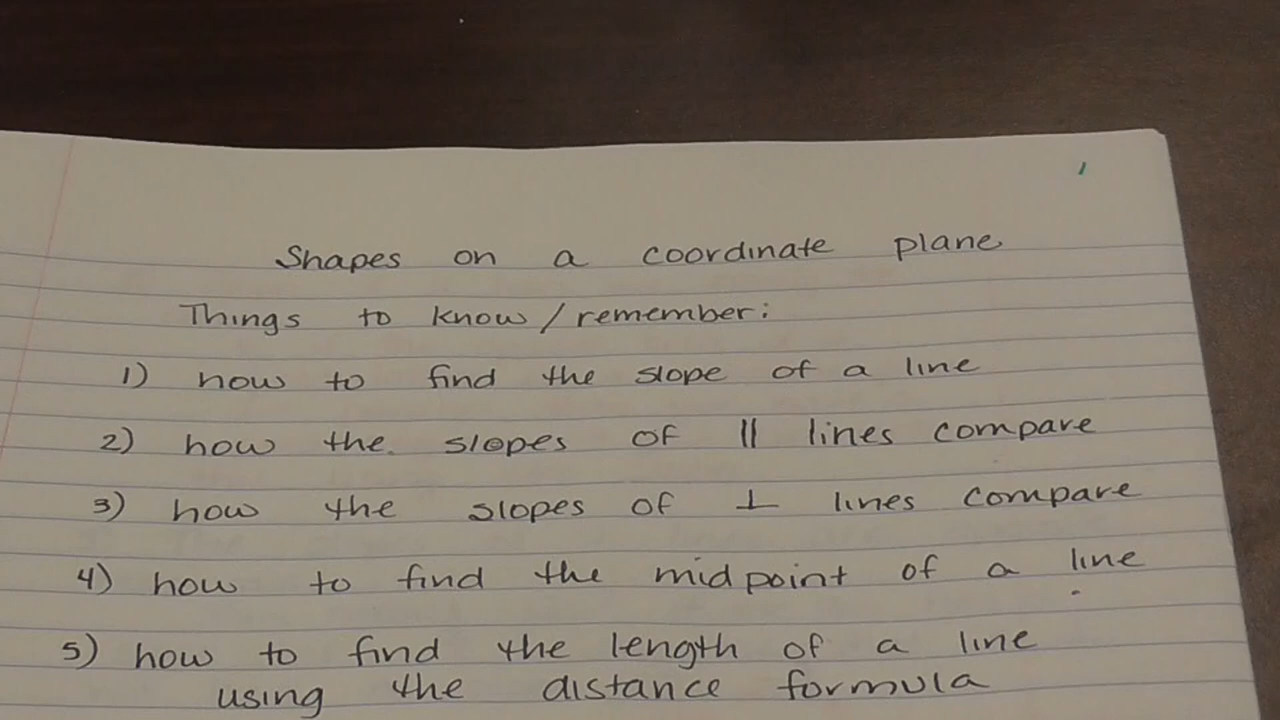 Shapes on a coordinate plane
Things to know / remember:
1) how to find the slope of a line
2) how the slopes of || lines compare
3) how the slopes of ⊥ lines compare
4) how to find the midpoint of a line
5) how to find the length of a line
using the distance formula